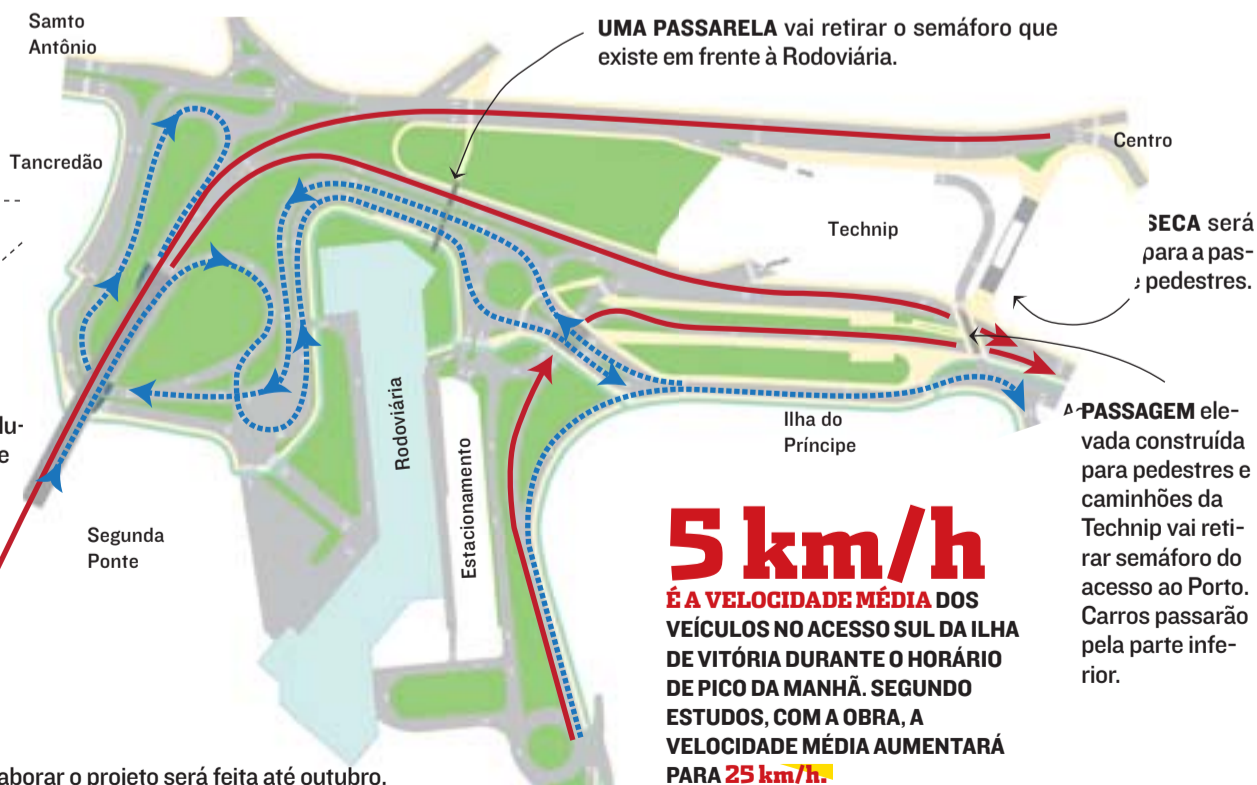 Samto
Antônio
UMA PASSARELA vai retirar o semáforo que
existe em frente à Rodoviária.
Tancredão
Centro
Technip
SECA será
para a pas-
pedestres.
Rodoviária
Estacionamento
Ilha do
Príncipe
Segunda
Ponte
PASSAGEM ele-
vada construída
para pedestres e
caminhões da
Technip vai reti-
rar semáforo do
acesso ao Porto.
Carros passarão
pela parte infe-
rior.
5 km/h
É A VELOCIDADE MÉDIA DOS
VEÍCULOS NO ACESSO SUL DA ILHA
DE VITÓRIA DURANTE O HORÁRIO
DE PICO DA MANHÃ. SEGUNDO
ESTUDOS, COM A OBRA, A
VELOCIDADE MÉDIA AUMENTARÁ
PARA 25 km/h.
aborar o projeto será feita até outubro.